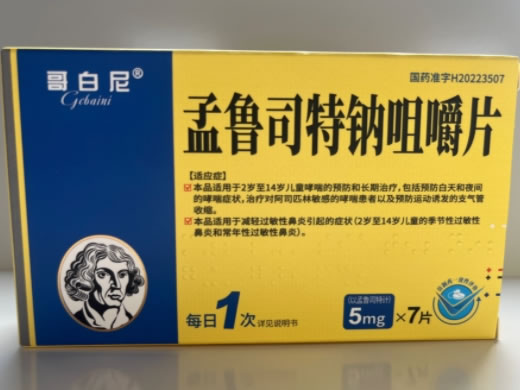 哥白尼®
Gebaini
国药准字H20223507
孟鲁司特钠咀嚼片
【适应症】
本品适用于2岁至14岁儿童哮喘的预防和长期治疗,包括预防白天和夜间
的哮喘症状,治疗对阿司匹林敏感的哮喘患者以及预防运动诱发的支气管
收缩。
本品适用于减轻过敏性鼻炎引起的症状(2岁至14岁儿童的季节性过敏性
鼻炎和常年性过敏性鼻炎)。
每日1次 详见说明书
(以孟鲁司特计)
5mg×7片